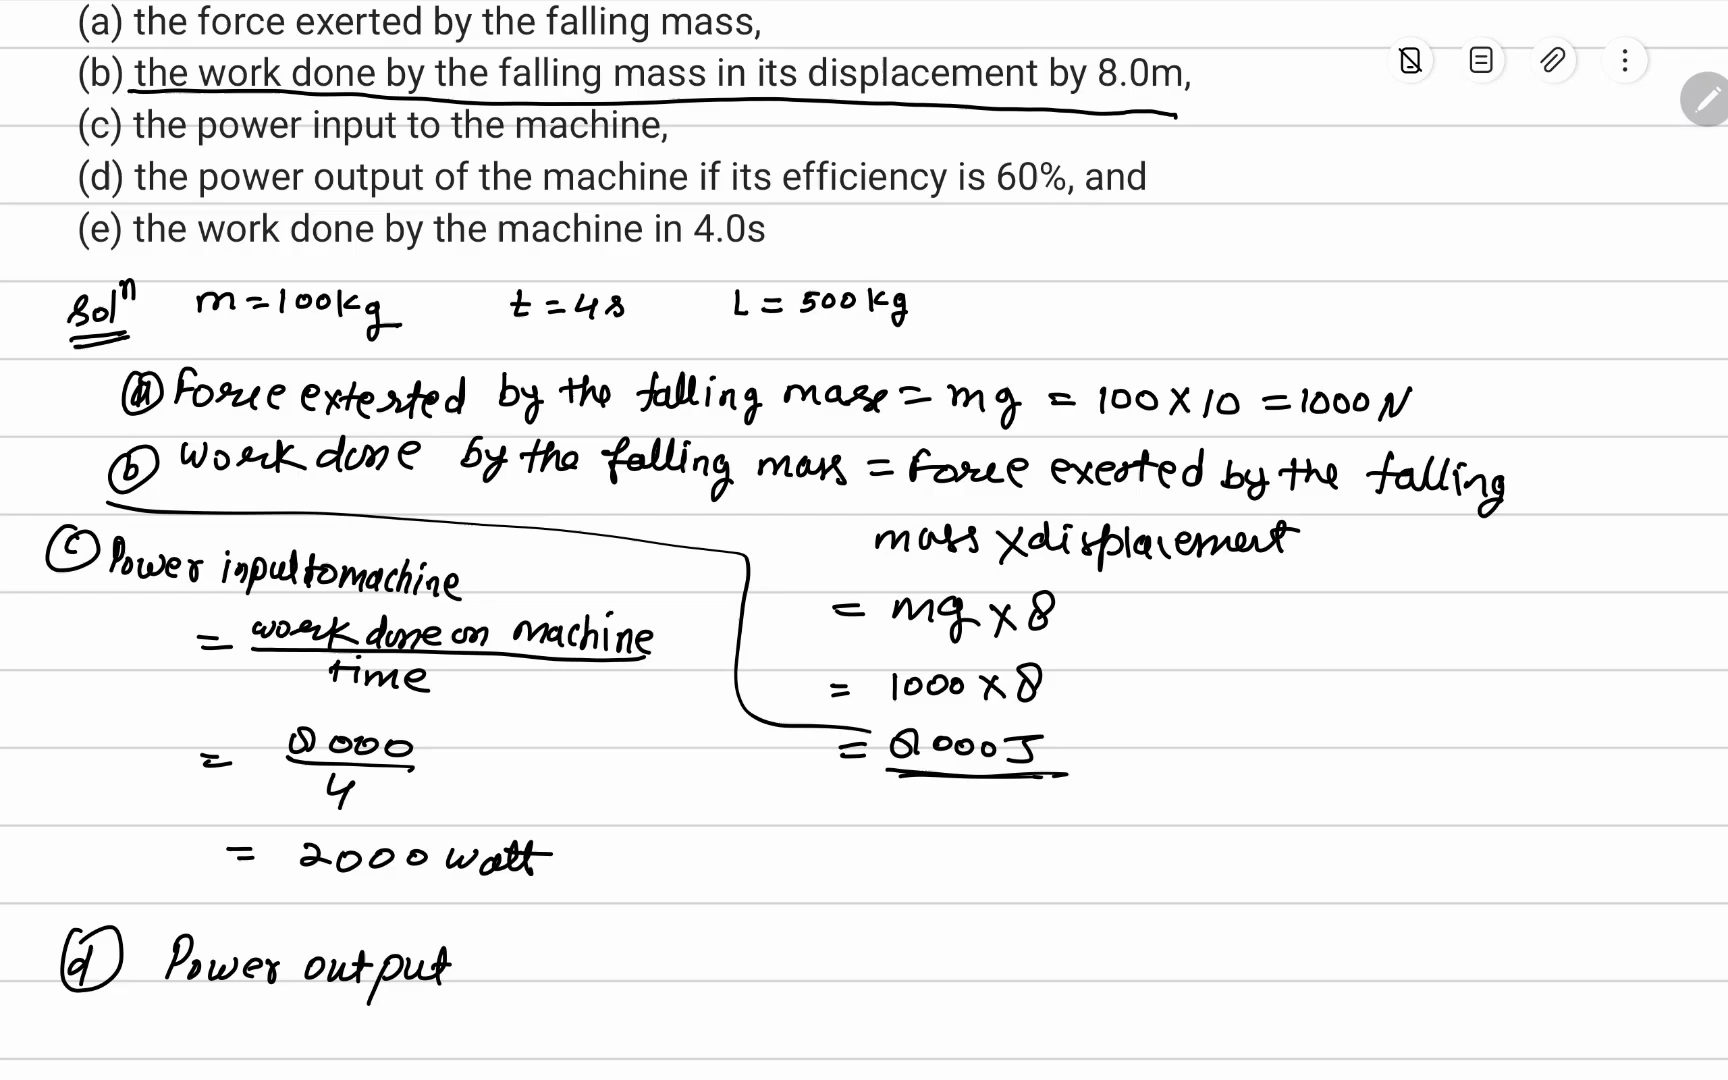 (a) the force exerted by the falling mass,
(b) the work done by the falling mass in its displacement by 8.0m,
(c) the power input to the machine,
(d) the power output of the machine if its efficiency is 60%, and
(e) the work done by the machine in 4.0s
Solⁿ m = 100kg t = 4s L = 500kg
(a) Force exterted by the falling mass = mg = 100 × 10 = 1000 N
(b) work done by the falling mass = force exerted by the falling
mass × displacement
= mg × 8
= 1000 × 8
= 8000J
(c) Power input to machine
= work done on machine
time
= 8000
4
= 2000 watt
(d) Power output